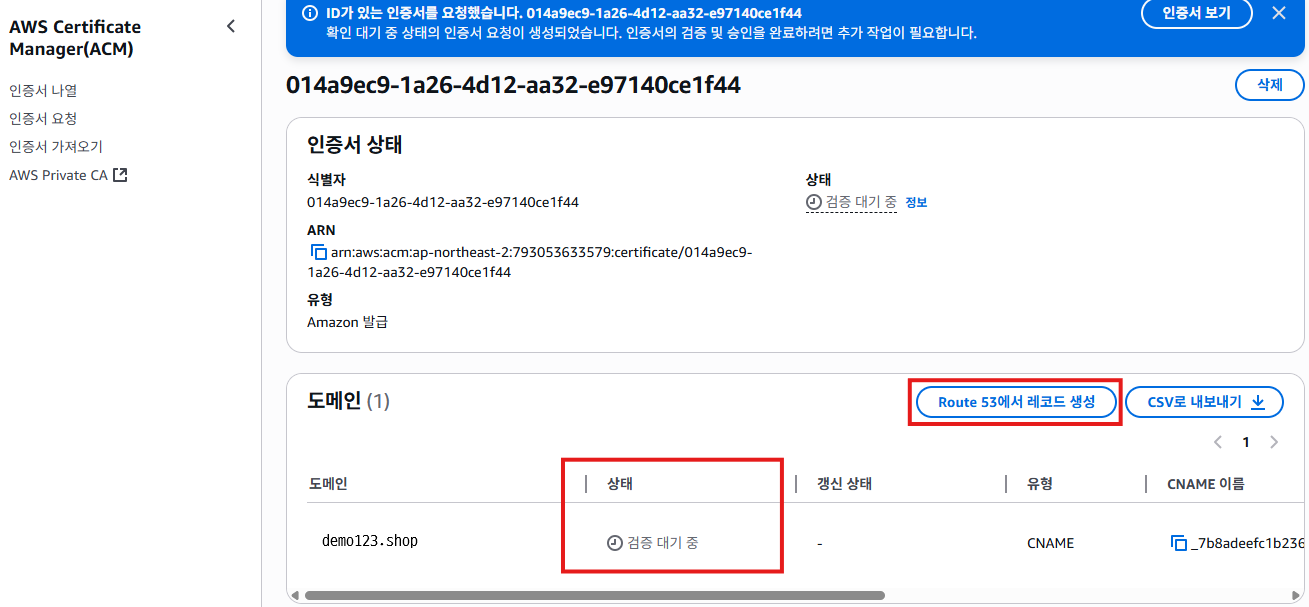 AWS Certificate
Manager(ACM)
인증서 나열
인증서 요청
인증서 가져오기
AWS Private CA
ID가 있는 인증서를 요청했습니다. 014a9ec9-1a26-4d12-aa32-e97140ce1f44
확인 대기 중 상태의 인증서 요청이 생성되었습니다. 인증서의 검증 및 승인을 완료하려면 추가 작업이 필요합니다.
인증서 보기
014a9ec9-1a26-4d12-aa32-e97140ce1f44
삭제
인증서 상태
식별자
014a9ec9-1a26-4d12-aa32-e97140ce1f44
상태
검증 대기 중 정보
ARN
arn:aws:acm:ap-northeast-2:793053633579:certificate/014a9ec9-
1a26-4d12-aa32-e97140ce1f44
유형
Amazon 발급
도메인 (1)
Route 53에서 레코드 생성
CSV로 내보내기
1
도메인 상태 갱신 상태 유형 CNAME 이름
demo123.shop 검증 대기 중 - CNAME _7b8adeefc1b236